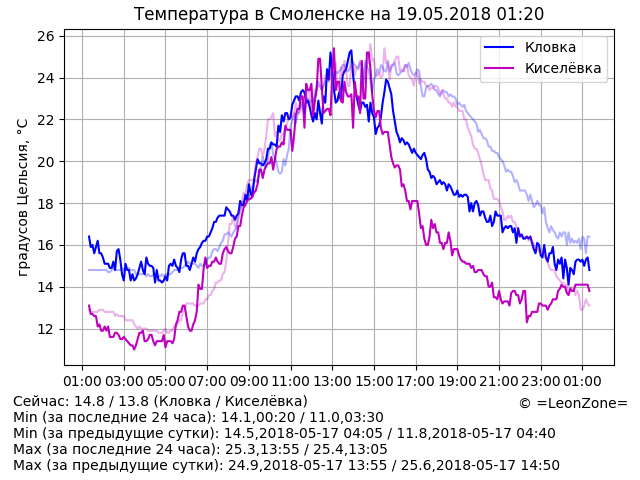 Температура в Смоленске на 19.05.2018 01:20
градусов Цельсия, °C
26
24
22
20
18
16
14
12
Кловка
Киселёвка
01:00 03:00 05:00 07:00 09:00 11:00 13:00 15:00 17:00 19:00 21:00 23:00 01:00
Сейчас: 14.8 / 13.8 (Кловка / Киселёвка)
© =LeonZone=
Min (за последние 24 часа): 14.1,00:20 / 11.0,03:30
Min (за предыдущие сутки): 14.5,2018-05-17 04:05 / 11.8,2018-05-17 04:40
Max (за последние 24 часа): 25.3,13:55 / 25.4,13:05
Max (за предыдущие сутки): 24.9,2018-05-17 13:55 / 25.6,2018-05-17 14:50